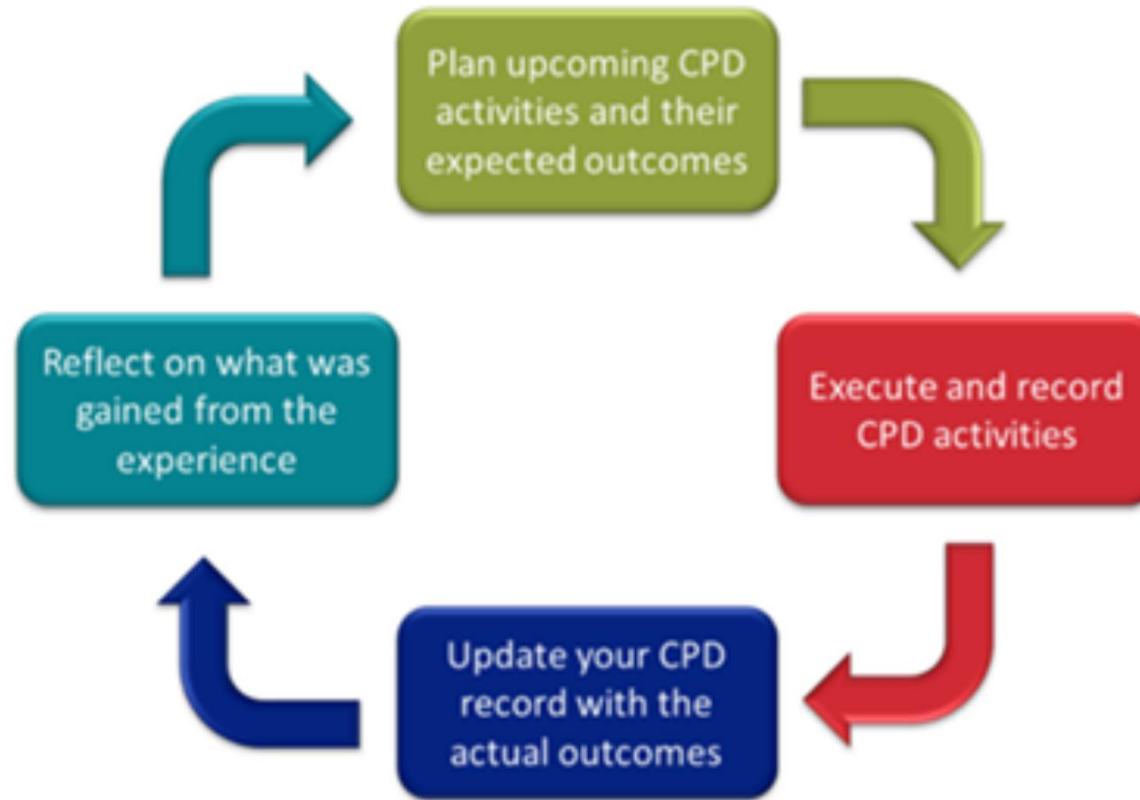 Plan upcoming CPD
activities and their
expected outcomes
Execute and record
CPD activities
Update your CPD
record with the
actual outcomes
Reflect on what was
gained from the
experience